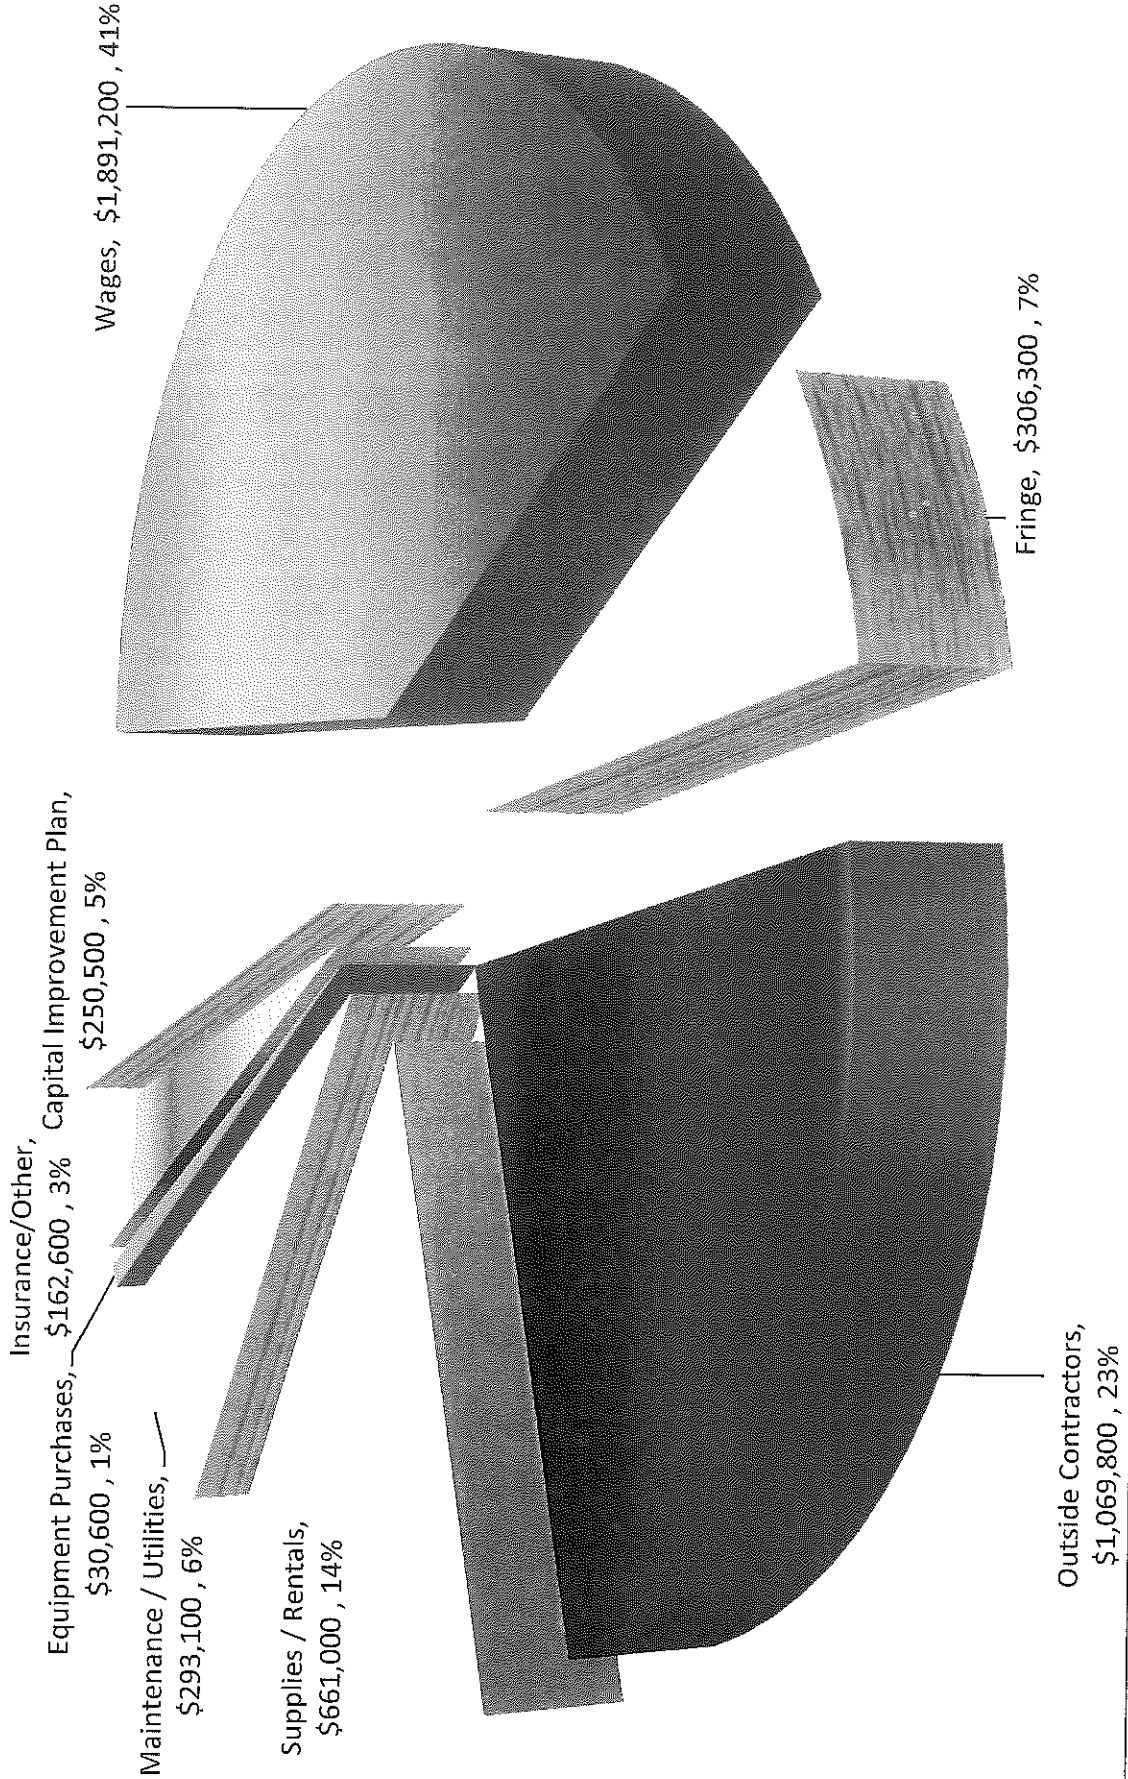 Insurance/Other,
$162,600 , 3%
Capital Improvement Plan,
$250,500 , 5%
Wages, $1,891,200 , 41%
Equipment Purchases,
$30,600 , 1%
Maintenance / Utilities,
$293,100 , 6%
Supplies / Rentals,
$661,000 , 14%
Fringe, $306,300 , 7%
Outside Contractors,
$1,069,800 , 23%